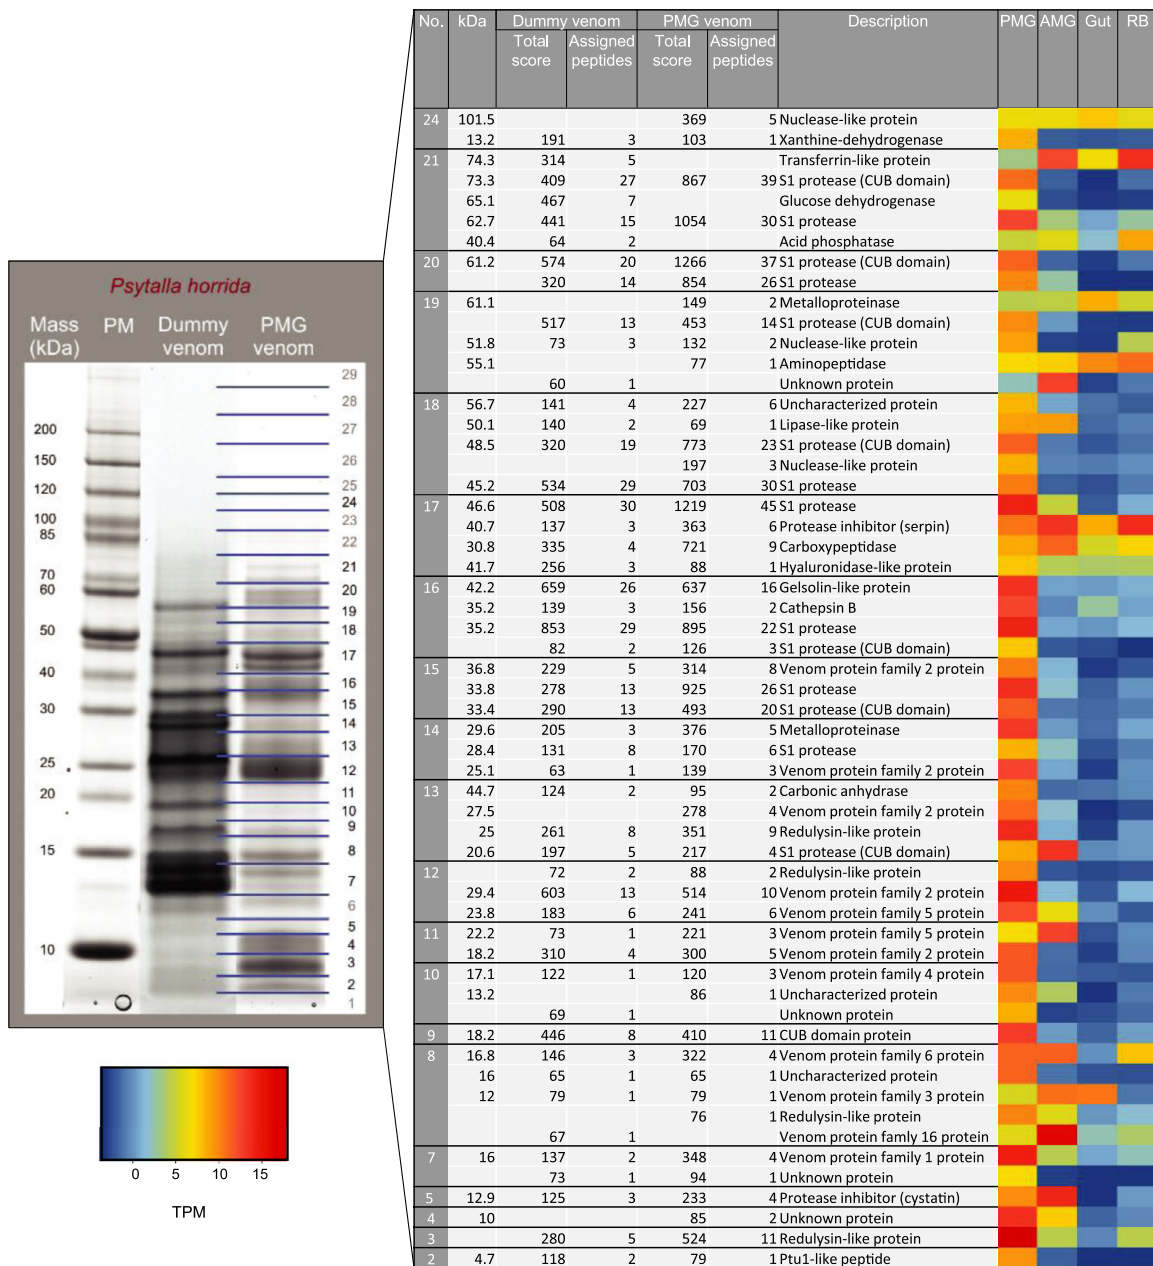 Psytalla horrida
Mass (kDa) PM Dummy venom PMG venom
29
28
200 27
150 26
25
120 24
100 23
85 22
21
70
60 20
19
50 18
17
40 16
30 15
14
13
25 12
20 11
10
9
15 8
7
6
5
10 4
3
2
1
0 5 10 15
TPM
No. kDa Dummy venom PMG venom Description PMG AMG Gut RB
Total score Assigned peptides Total score Assigned peptides
24 101.5 369 5 Nuclease-like protein
13.2 191 3 103 1 Xanthine-dehydrogenase
21 74.3 314 5 Transferrin-like protein
73.3 409 27 867 39 S1 protease (CUB domain)
65.1 467 7 Glucose dehydrogenase
62.7 441 15 1054 30 S1 protease
40.4 64 2 Acid phosphatase
20 61.2 574 20 1266 37 S1 protease (CUB domain)
320 14 854 26 S1 protease
19 61.1 149 2 Metalloproteinase
517 13 453 14 S1 protease (CUB domain)
51.8 73 3 132 2 Nuclease-like protein
55.1 77 1 Aminopeptidase
60 1 Unknown protein
18 56.7 141 4 227 6 Uncharacterized protein
50.1 140 2 69 1 Lipase-like protein
48.5 320 19 773 23 S1 protease (CUB domain)
197 3 Nuclease-like protein
45.2 534 29 703 30 S1 protease
17 46.6 508 30 1219 45 S1 protease
40.7 137 3 363 6 Protease inhibitor (serpin)
30.8 335 4 721 9 Carboxypeptidase
41.7 256 3 88 1 Hyaluronidase-like protein
16 42.2 659 26 637 16 Gelsolin-like protein
35.2 139 3 156 2 Cathepsin B
35.2 853 29 895 22 S1 protease
82 2 126 3 S1 protease (CUB domain)
15 36.8 229 5 314 8 Venom protein family 2 protein
33.8 278 13 925 26 S1 protease
33.4 290 13 493 20 S1 protease (CUB domain)
14 29.6 205 3 376 5 Metalloproteinase
28.4 131 8 170 6 S1 protease
25.1 63 1 139 3 Venom protein family 2 protein
13 44.7 124 2 95 2 Carbonic anhydrase
27.5 278 4 Venom protein family 2 protein
25 261 8 351 9 Redulysin-like protein
20.6 197 5 217 4 S1 protease (CUB domain)
12 72 2 88 2 Redulysin-like protein
29.4 603 13 514 10 Venom protein family 2 protein
23.8 183 6 241 6 Venom protein family 5 protein
11 22.2 73 1 221 3 Venom protein family 5 protein
18.2 310 4 300 5 Venom protein family 2 protein
10 17.1 122 1 120 3 Venom protein family 4 protein
13.2 86 1 Uncharacterized protein
69 1 Unknown protein
9 18.2 446 8 410 11 CUB domain protein
8 16.8 146 3 322 4 Venom protein family 6 protein
16 65 1 65 1 Uncharacterized protein
12 79 1 79 1 Venom protein family 3 protein
76 1 Redulysin-like protein
67 1 Venom protein famly 16 protein
7 16 137 2 348 4 Venom protein family 1 protein
73 1 94 1 Unknown protein
5 12.9 125 3 233 4 Protease inhibitor (cystatin)
4 10 85 2 Unknown protein
3 280 5 524 11 Redulysin-like protein
2 4.7 118 2 79 1 Ptu1-like peptide